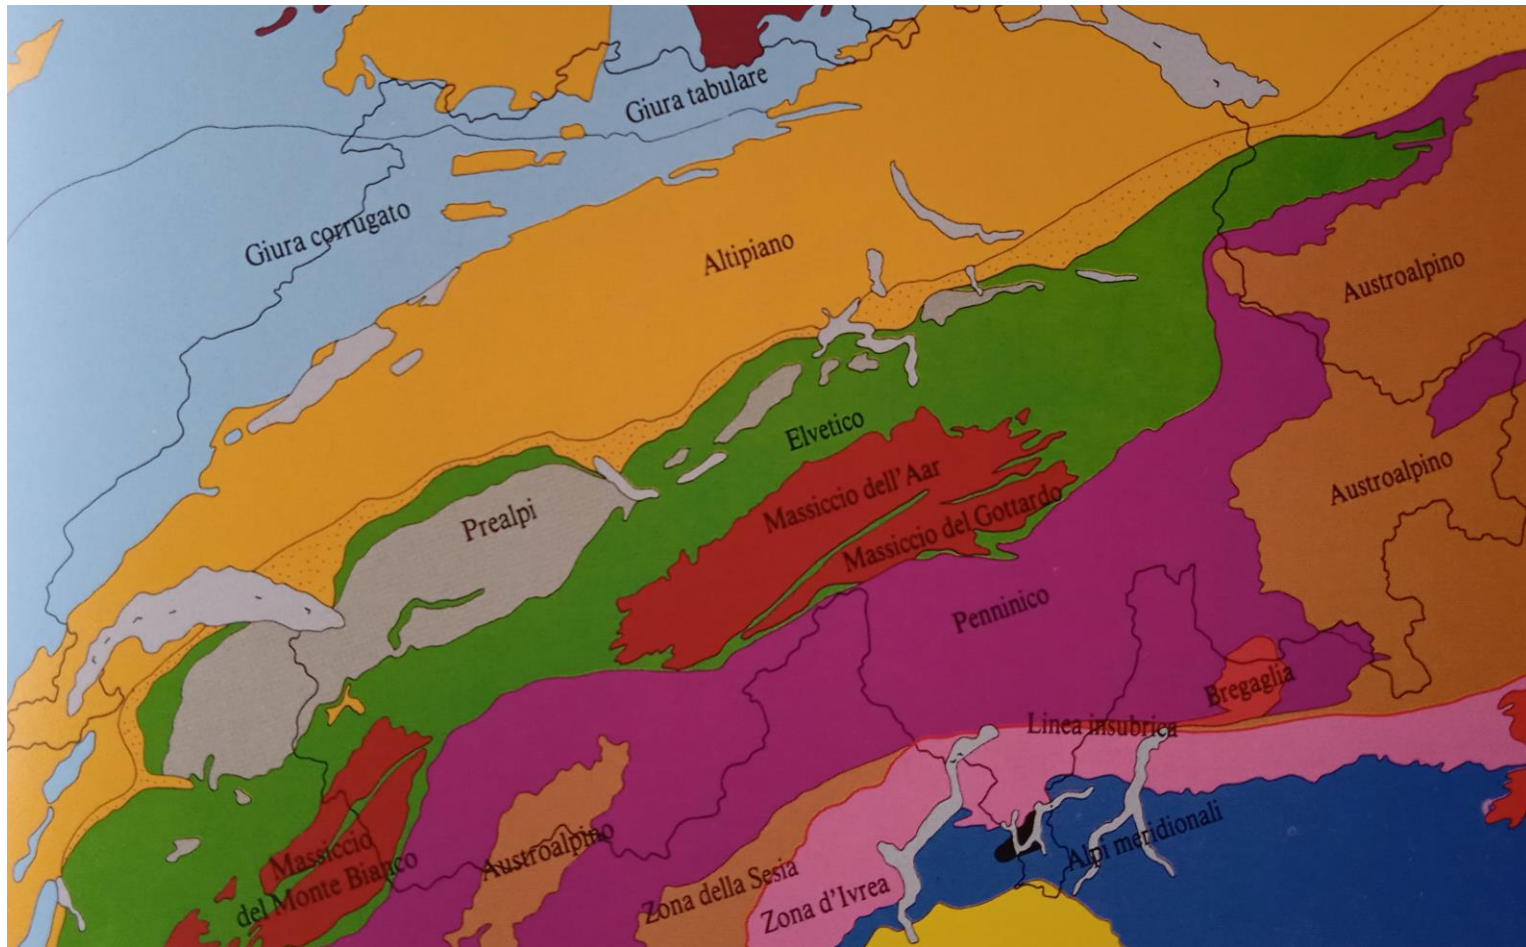 Giura tabulare
Giura corrugato
Altipiano
Austroalpino
Elvetico
Austroalpino
Massiccio dell'Aar
Prealpi
Massiccio del Gottardo
Penninico
Bregaglia
Linea insubrica
Massiccio
del Monte Bianco
Austroalpino
Zona della Sesia
Zona d'Ivrea
Alpi meridionali